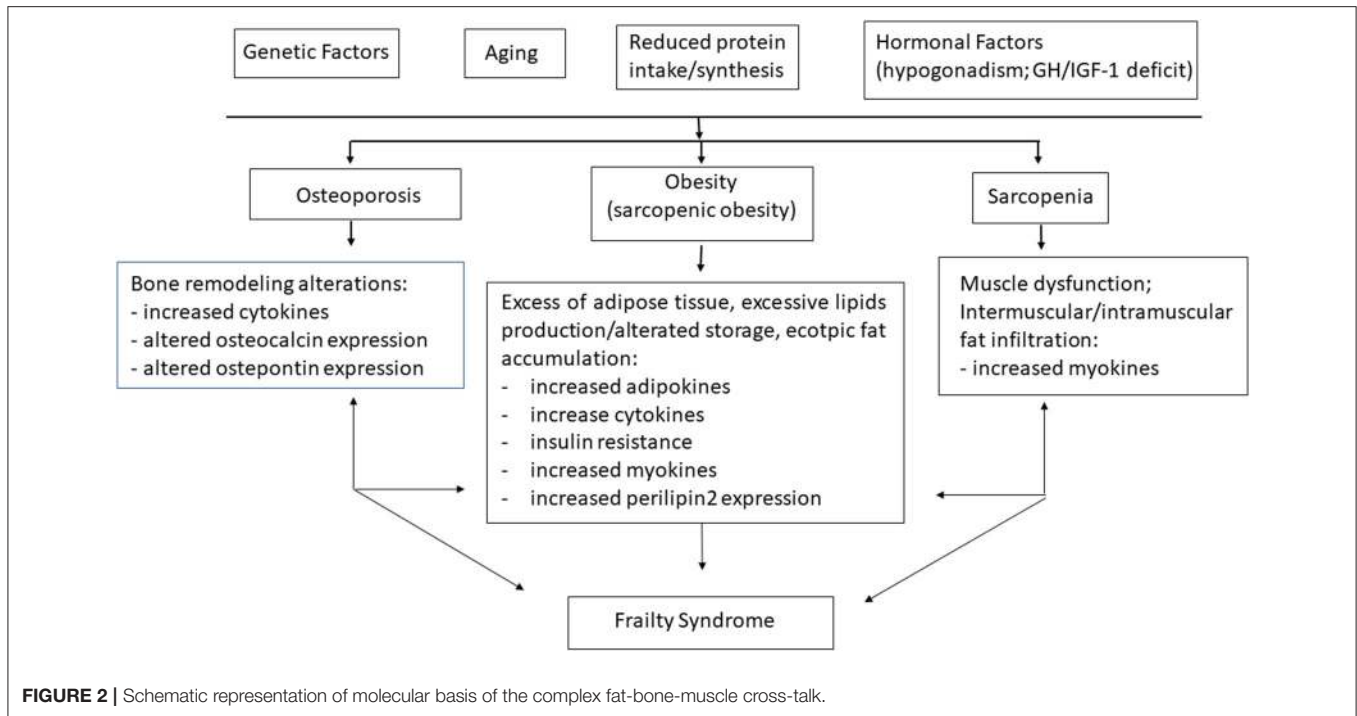 Genetic Factors
Aging
Reduced protein
intake/synthesis
Hormonal Factors
(hypogonadism; GH/IGF-1 deficit)
Osteoporosis
Obesity
(sarcopenic obesity)
Sarcopenia
Bone remodeling alterations:
- increased cytokines
- altered osteocalcin expression
- altered ostepontin expression
Excess of adipose tissue, excessive lipids
production/alterated storage, ecotpic fat
accumulation:
- increased adipokines
- increase cytokines
- insulin resistance
- increased myokines
- increased perilipin2 expression
Muscle dysfunction;
Intermuscular/intramuscular
fat infiltration:
- increased myokines
Frailty Syndrome
FIGURE 2 | Schematic representation of molecular basis of the complex fat-bone-muscle cross-talk.